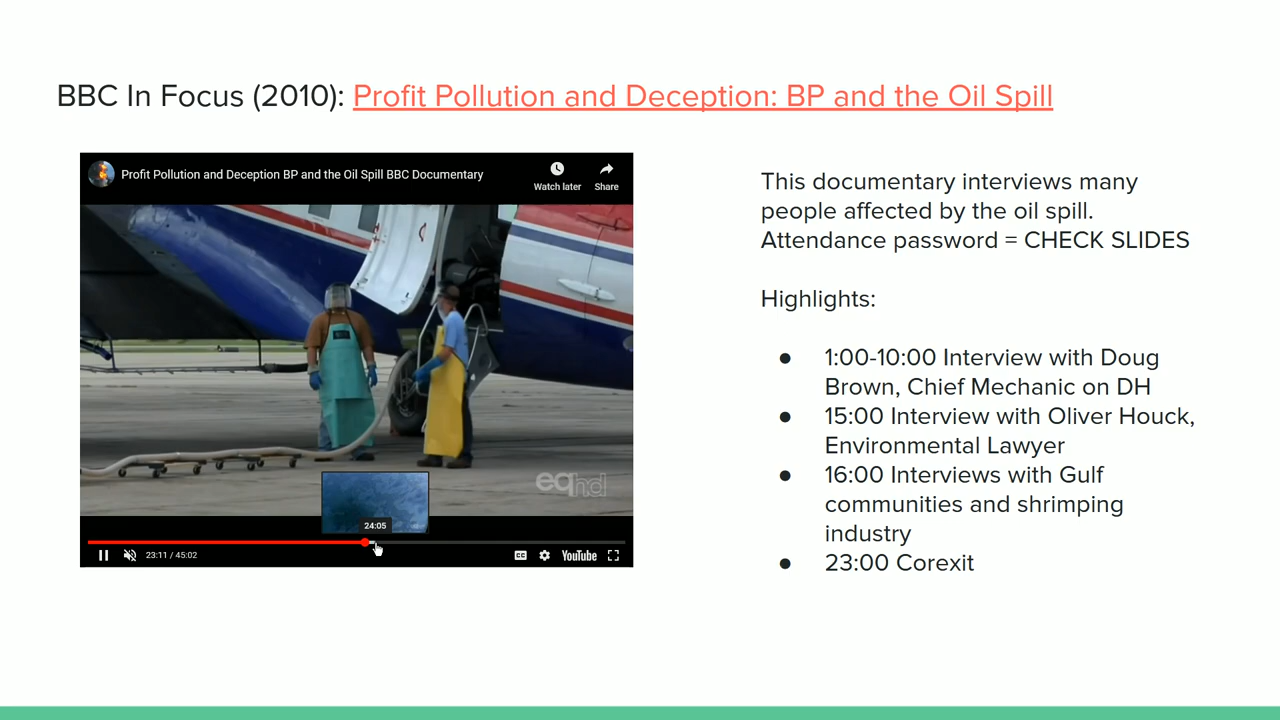 BBC In Focus (2010): Profit Pollution and Deception: BP and the Oil Spill
Profit Pollution and Deception BP and the Oil Spill BBC Documentary
Watch later
Share
eqhd
24:05
23:11 / 45:02
CC
YouTube
This documentary interviews many
people affected by the oil spill.
Attendance password = CHECK SLIDES
Highlights:
● 1:00-10:00 Interview with Doug
Brown, Chief Mechanic on DH
● 15:00 Interview with Oliver Houck,
Environmental Lawyer
● 16:00 Interviews with Gulf
communities and shrimping
industry
● 23:00 Corexit